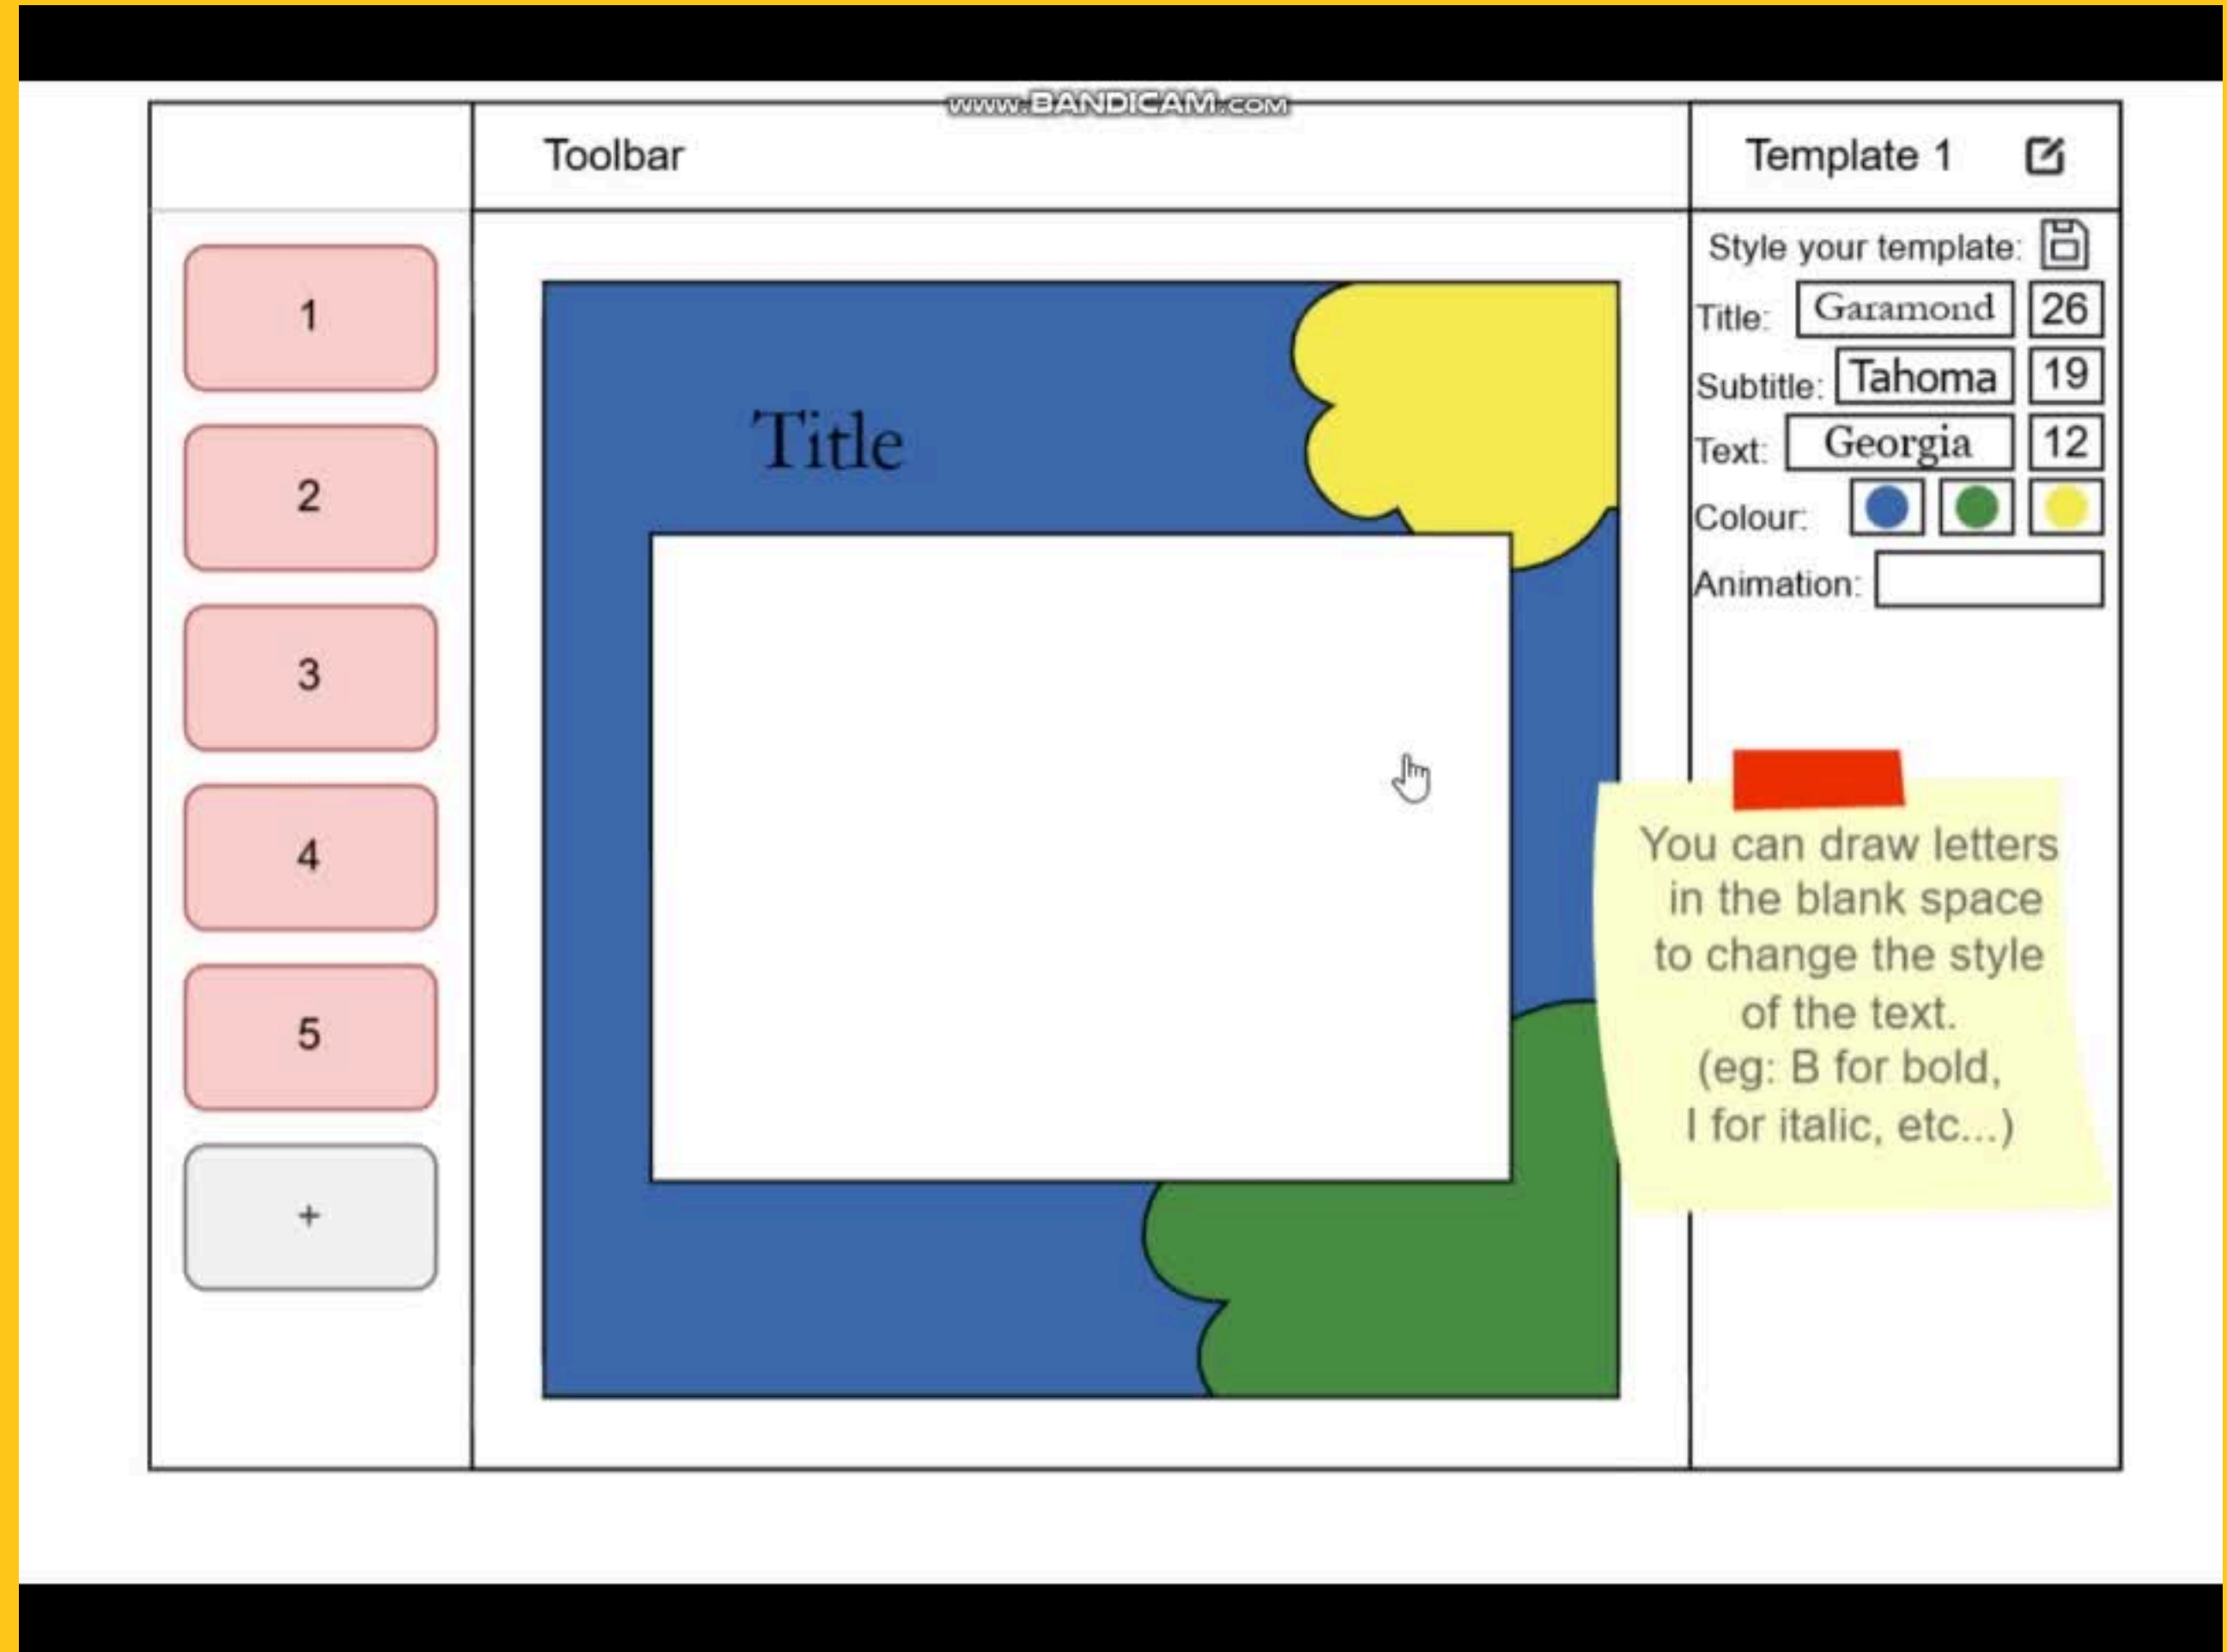 www.BANDICAM.com
Toolbar
Template 1
1
2
3
4
5
+
Title
Style your template:
Title: Garamond 26
Subtitle: Tahoma 19
Text: Georgia 12
Colour:
Animation:
You can draw letters
in the blank space
to change the style
of the text.
(eg: B for bold,
I for italic, etc...)